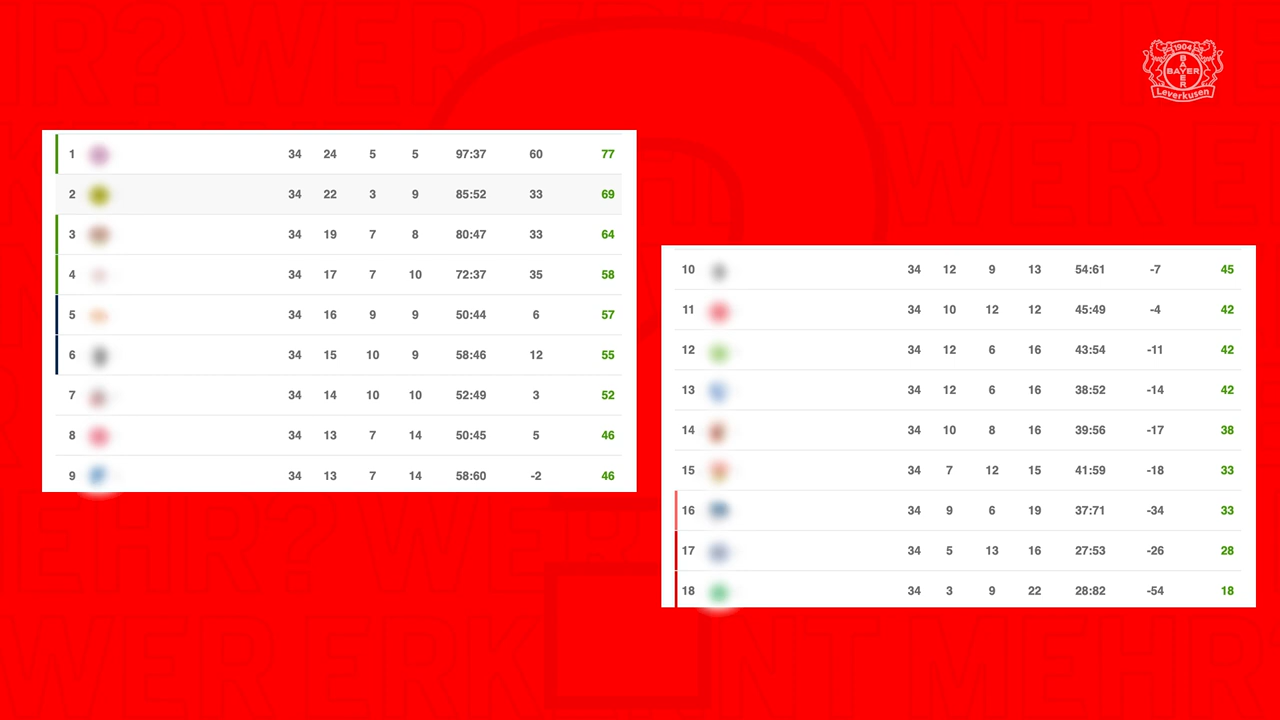 WER ERKENNT MEHR?
1904
BAYER
BAYER
Leverkusen
1 34 24 5 5 97:37 60 77
2 34 22 3 9 85:52 33 69
3 34 19 7 8 80:47 33 64
4 34 17 7 10 72:37 35 58
5 34 16 9 9 50:44 6 57
6 34 15 10 9 58:46 12 55
7 34 14 10 10 52:49 3 52
8 34 13 7 14 50:45 5 46
9 34 13 7 14 58:60 -2 46
10 34 12 9 13 54:61 -7 45
11 34 10 12 12 45:49 -4 42
12 34 12 6 16 43:54 -11 42
13 34 12 6 16 38:52 -14 42
14 34 10 8 16 39:56 -17 38
15 34 7 12 15 41:59 -18 33
16 34 9 6 19 37:71 -34 33
17 34 5 13 16 27:53 -26 28
18 34 3 9 22 28:82 -54 18
WER ERKENNT MEHR?